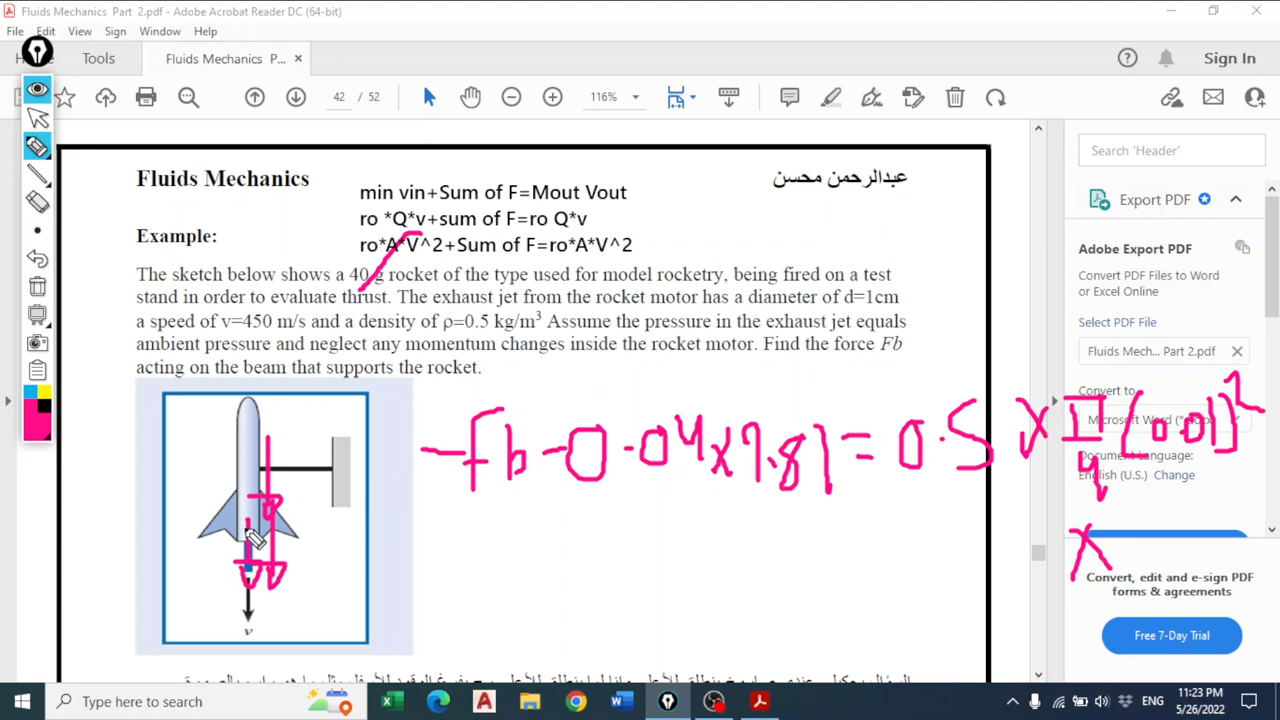 Fluids Mechanics Part 2.pdf - Adobe Acrobat Reader DC (64-bit)
File Edit View Sign Window Help
Tools
Fluids Mechanics P...
Sign In
42 / 52
116%
Fluids Mechanics
عبدالرحمن محسن
min vin+Sum of F=Mout Vout
ro *Q*v+sum of F=ro Q*v
Example:
ro*A*V^2+Sum of F=ro*A*V^2
The sketch below shows a 40 g rocket of the type used for model rocketry, being fired on a test
stand in order to evaluate thrust. The exhaust jet from the rocket motor has a diameter of d=1cm
a speed of v=450 m/s and a density of ρ=0.5 kg/m³ Assume the pressure in the exhaust jet equals
ambient pressure and neglect any momentum changes inside the rocket motor. Find the force Fb
acting on the beam that supports the rocket.
-Fb-0.04x9.81=0.5 x π/4 (0.01)²
x
v
Search 'Header'
Export PDF
Adobe Export PDF
Convert PDF Files to Word
or Excel Online
Select PDF File
Fluids Mech... Part 2.pdf
Convert to
Microsoft Word (*.docx)
Document Language:
English (U.S.) Change
Convert, edit and e-sign PDF
forms & agreements
Free 7-Day Trial
Type here to search
ENG
11:23 PM
5/26/2022